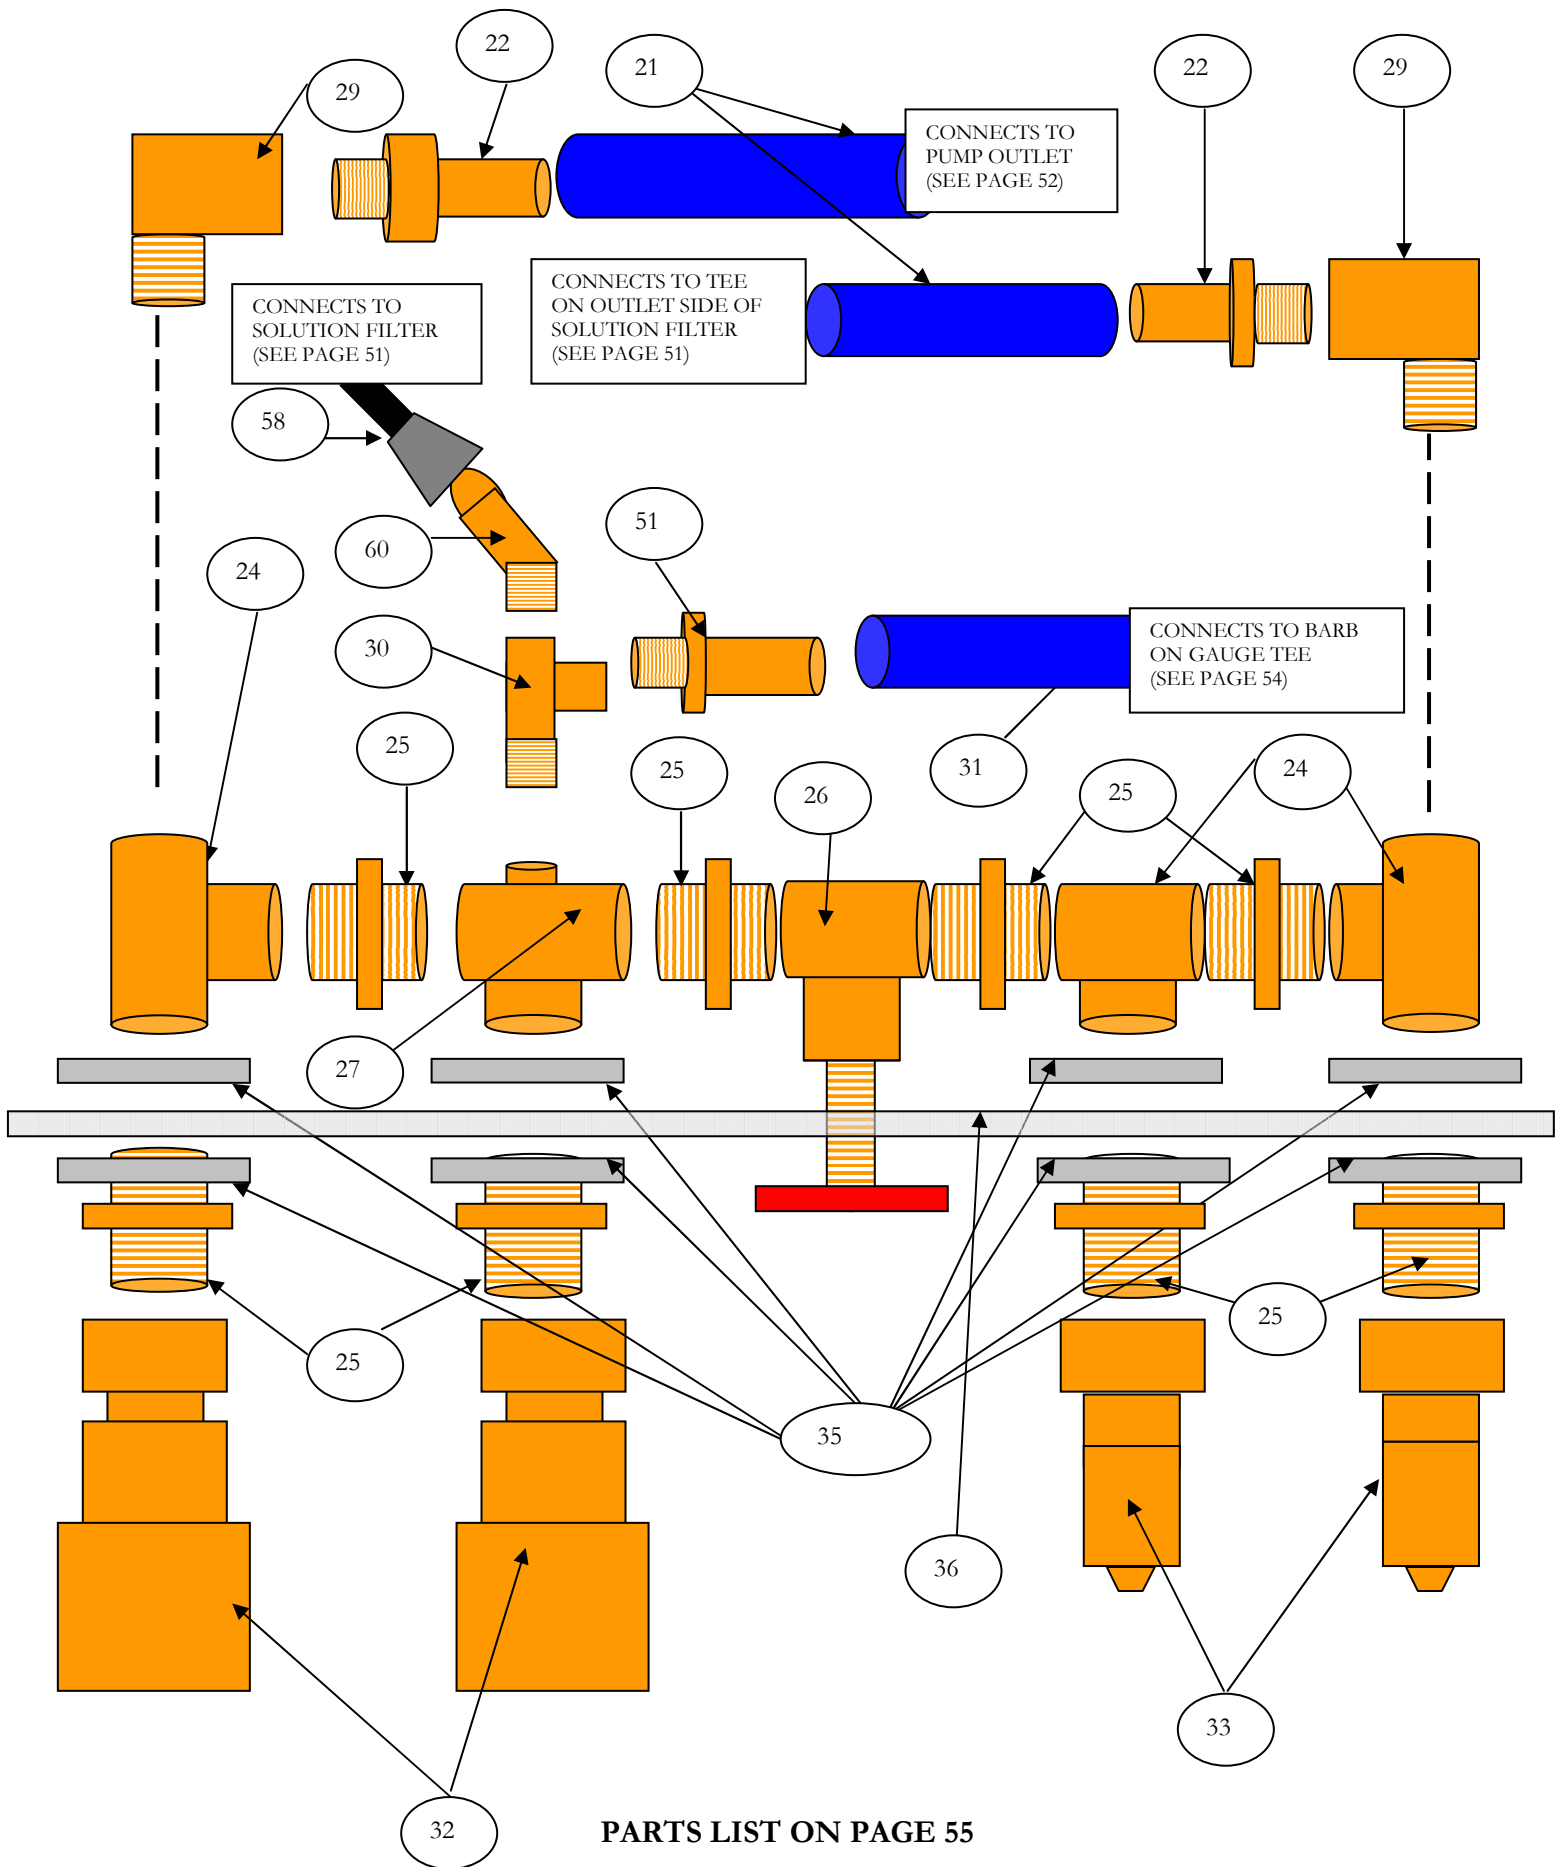 22
21
22
29
29
CONNECTS TO
PUMP OUTLET
(SEE PAGE 52)
CONNECTS TO
SOLUTION FILTER
(SEE PAGE 51)
CONNECTS TO TEE
ON OUTLET SIDE OF
SOLUTION FILTER
(SEE PAGE 51)
58
51
60
24
30
CONNECTS TO BARB
ON GAUGE TEE
(SEE PAGE 54)
25
25
31
24
26
25
27
25
25
35
36
33
32
PARTS LIST ON PAGE 55